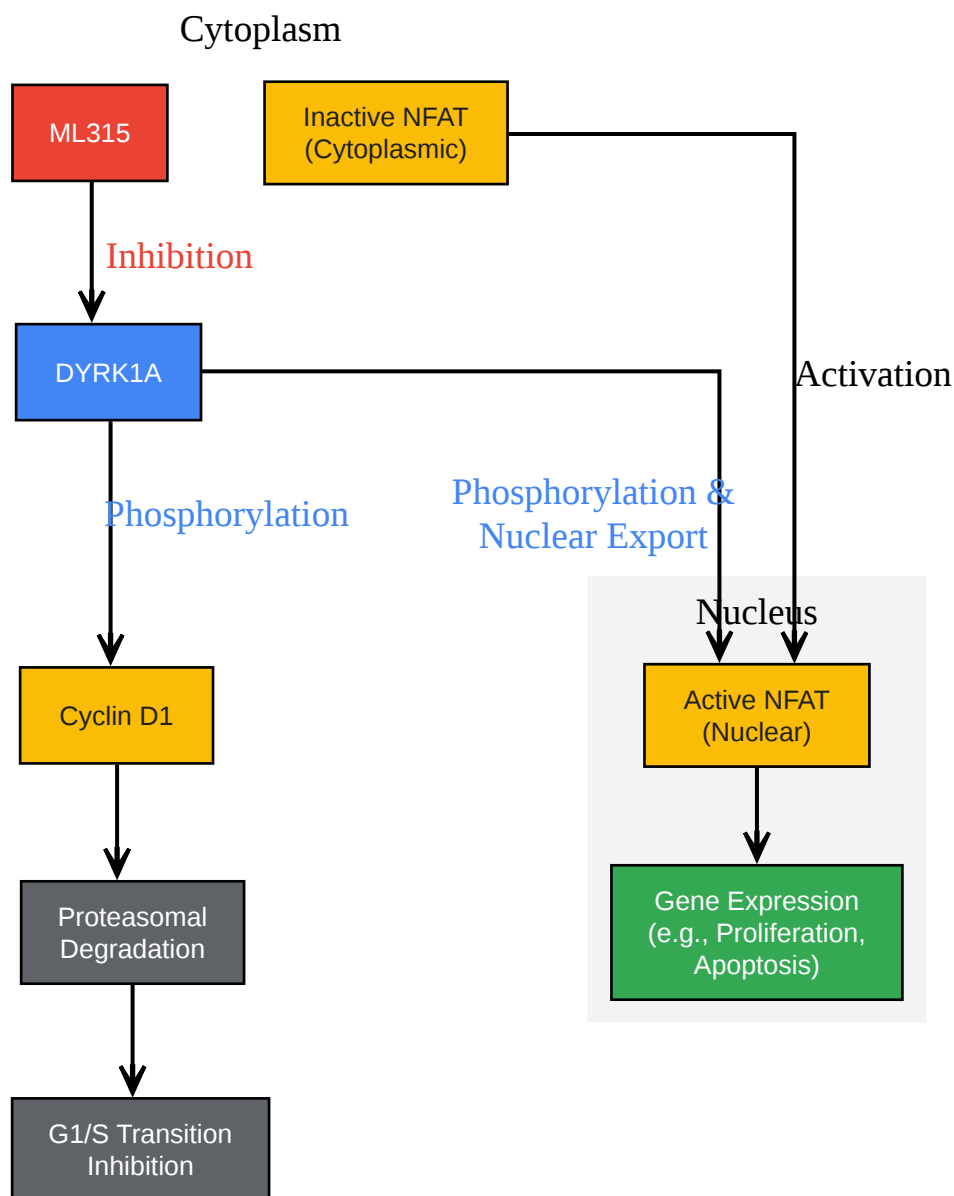 Cytoplasm
ML315
Inactive NFAT
(Cytoplasmic)
Inhibition
DYRK1A
Activation
Phosphorylation
Phosphorylation &
Nuclear Export
Nucleus
Cyclin D1
Active NFAT
(Nuclear)
Proteasomal
Degradation
Gene Expression
(e.g., Proliferation,
Apoptosis)
G1/S Transition
Inhibition